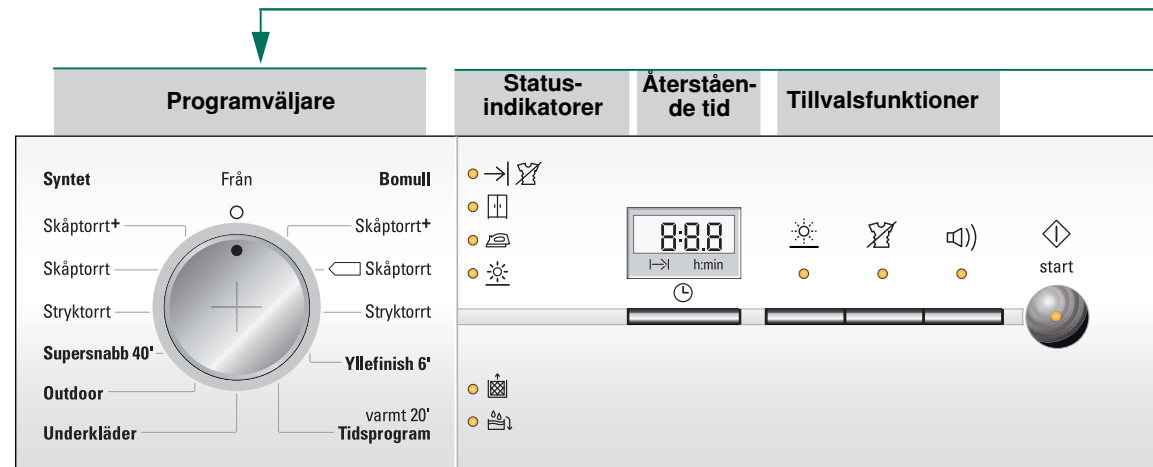 Programväljare
Status-
indikatorer
Återståen-
de tid
Tillvalsfunktioner
Syntet
Från
Bomull
Skåptorrt+
Skåptorrt
Stryktorrt
Supersnabb 40'
Outdoor
Underkläder
Skåptorrt+
Skåptorrt
Stryktorrt
Yllefinish 6'
varmt 20'
Tidsprogram
8:8.8
h:min
start